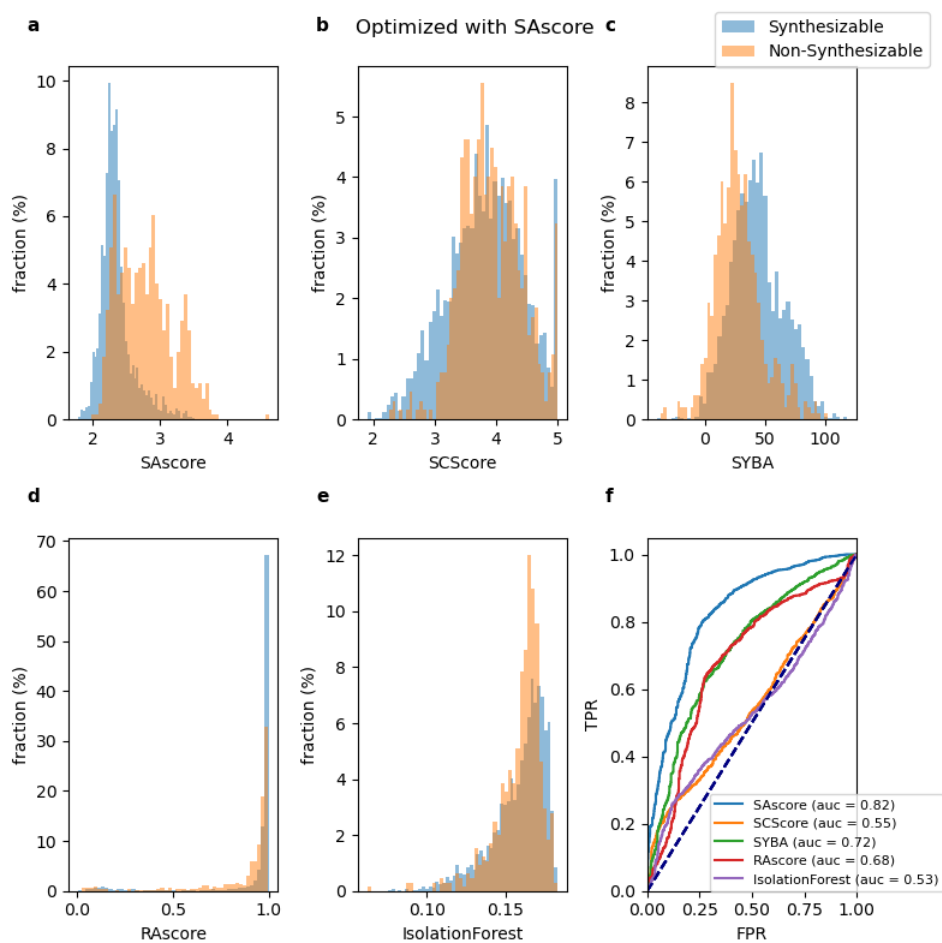 a
b
Optimized with SAscore
c
Synthesizable
Non-Synthesizable
fraction (%)
10
8
6
4
2
0
2
3
4
SAscore
fraction (%)
5
4
3
2
1
0
2
3
4
5
SCScore
fraction (%)
8
7
6
5
4
3
2
1
0
0
50
100
SYBA
d
e
f
fraction (%)
70
60
50
40
30
20
10
0
0.0
0.5
1.0
RAscore
fraction (%)
12
10
8
6
4
2
0
0.10
0.15
IsolationForest
TPR
1.0
0.8
0.6
0.4
0.2
0.0
SAscore (auc = 0.82)
SCScore (auc = 0.55)
SYBA (auc = 0.72)
RAscore (auc = 0.68)
IsolationForest (auc = 0.53)
0.00
0.25
0.50
0.75
1.00
FPR